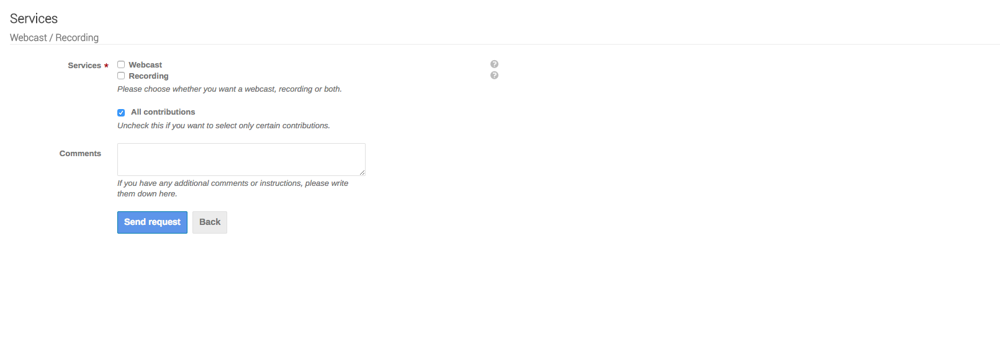 Services
Webcast / Recording
Services *
Webcast
?
Recording
?
Please choose whether you want a webcast, recording or both.
All contributions
Uncheck this if you want to select only certain contributions.
Comments
If you have any additional comments or instructions, please write
them down here.
Send request
Back